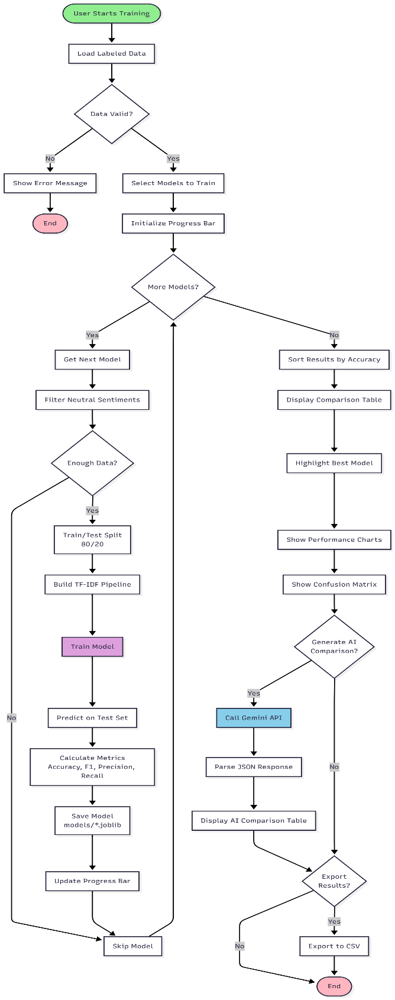 User Starts Training
Load Labeled Data
Data Valid?
No
Yes
Show Error Message
Select Models to Train
End
Initialize Progress Bar
More Models?
Yes
No
Get Next Model
Sort Results by Accuracy
Filter Neutral Sentiments
Display Comparison Table
Enough Data?
Highlight Best Model
Yes
Train/Test Split
80/20
Show Performance Charts
Build TF-IDF Pipeline
Show Confusion Matrix
Train Model
Generate AI
Comparison?
Yes
No
Predict on Test Set
Call Gemini API
Calculate Metrics
Accuracy, F1, Precision,
Recall
Parse JSON Response
No
Save Model
models/*.joblib
Display AI Comparison Table
Update Progress Bar
Export
Results?
Yes
Skip Model
No
Export to CSV
End